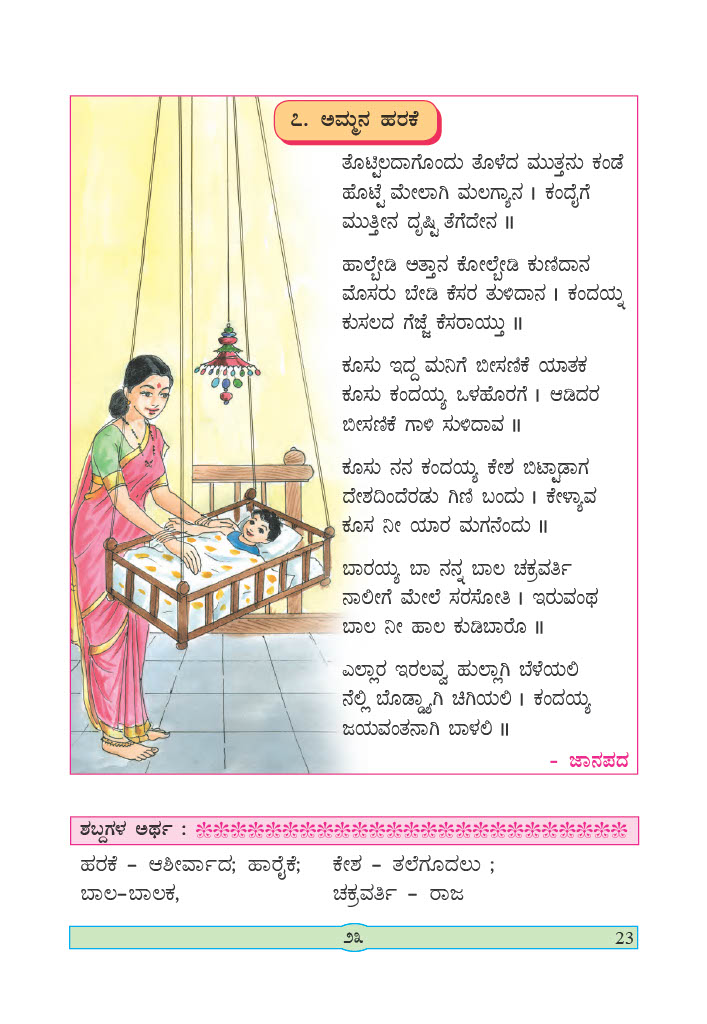 ೭. ಅಮ್ಮನ ಹರಕೆ
ತೊಟ್ಟಿಲದಾಗೊಂದು ತೊಳೆದ ಮುತ್ತನು ಕಂಡೆ
ಹೊಟ್ಟೆ ಮೇಲಾಗಿ ಮಲಗ್ಯಾನ । ಕಂದೈಗೆ
ಮುತ್ತೀನ ದೃಷ್ಟಿ ತೆಗೆದೇನ ॥
ಹಾಲ್ಬೇಡಿ ಅತ್ತಾನ ಕೋಲ್ಬೇಡಿ ಕುಣಿದಾನ
ಮೊಸರು ಬೇಡಿ ಕೆಸರ ತುಳಿದಾನ । ಕಂದಯ್ನ
ಕುಸಲದ ಗೆಜ್ಜೆ ಕೆಸರಾಯ್ತು ॥
ಕೂಸು ಇದ್ದ ಮನಿಗೆ ಬೀಸಣಿಕೆ ಯಾತಕ
ಕೂಸು ಕಂದಯ್ಯ ಒಳಹೊರಗೆ । ಆಡಿದರ
ಬೀಸಣಿಕೆ ಗಾಳಿ ಸುಳಿದಾವ ॥
ಕೂಸು ನನ ಕಂದಯ್ಯ ಕೇಶ ಬಿಟ್ಟಾಡಾಗ
ದೇಶದಿಂದೆರಡು ಗಿಣಿ ಬಂದು । ಕೇಳ್ಯಾವ
ಕೂಸ ನೀ ಯಾರ ಮಗನೆಂದು ॥
ಬಾರಯ್ಯ ಬಾ ನನ್ನ ಬಾಲ ಚಕ್ರವರ್ತಿ
ನಾಲೀಗೆ ಮೇಲೆ ಸರಸೋತಿ । ಇರುವಂಥ
ಬಾಲ ನೀ ಹಾಲ ಕುಡಿಬಾರೊ ॥
ಎಲ್ಲಾರ ಇರಲವ್ವ ಹುಲ್ಲಾಗಿ ಬೆಳೆಯಲಿ
ನೆಲ್ಲಿ ಬೊಡ್ಡ್ಯಾಗಿ ಚಿಗಿಯಲಿ । ಕಂದಯ್ಯ
ಜಯವಂತನಾಗಿ ಬಾಳಲಿ ॥
- ಜಾನಪದ
ಶಬ್ದಗಳ ಅರ್ಥ :
ಹರಕೆ – ಆಶೀರ್ವಾದ; ಹಾರೈಕೆ; ಕೇಶ – ತಲೆಗೂದಲು ;
ಬಾಲ–ಬಾಲಕ, ಚಕ್ರವರ್ತಿ – ರಾಜ
೨೩ 23